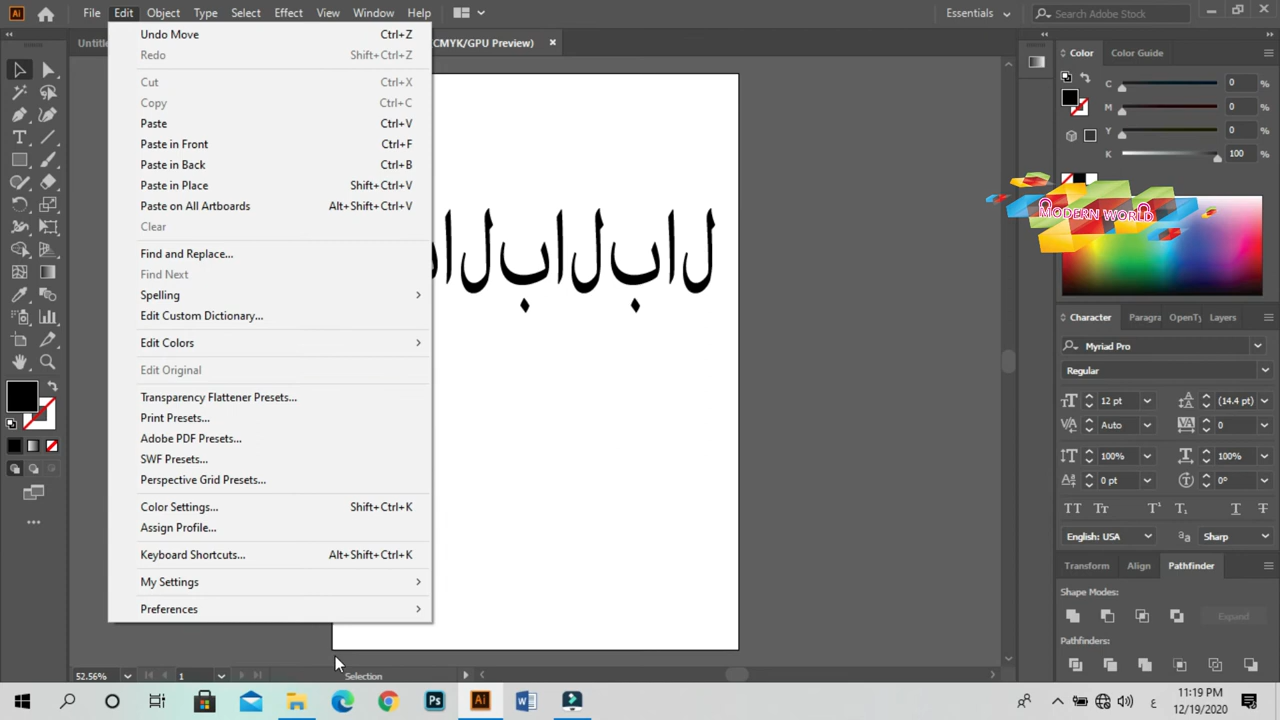 File Edit Object Type Select Effect View Window Help
Essentials
Search Adobe Stock
CMYK/GPU Preview) ×
Undo Move Ctrl+Z
Redo Shift+Ctrl+Z
Cut Ctrl+X
Copy Ctrl+C
Paste Ctrl+V
Paste in Front Ctrl+F
Paste in Back Ctrl+B
Paste in Place Shift+Ctrl+V
Paste on All Artboards Alt+Shift+Ctrl+V
Clear
Find and Replace...
Find Next
Spelling
Edit Custom Dictionary...
Edit Colors
Edit Original
Transparency Flattener Presets...
Print Presets...
Adobe PDF Presets...
SWF Presets...
Perspective Grid Presets...
Color Settings... Shift+Ctrl+K
Assign Profile...
Keyboard Shortcuts... Alt+Shift+Ctrl+K
My Settings
Preferences
ل ا ب ل ا ب ل ا
Color Color Guide
C 0 %
M 0 %
Y 0 %
K 100 %
MODERN WORLD
Character Paragra OpenTy Layers
Myriad Pro
Regular
12 pt (14.4 pt)
Auto 0
100% 100%
0 pt 0°
English: USA Sharp
Transform Align Pathfinder
Shape Modes:
Expand
Pathfinders:
52.56% 1 Selection
Ps Ai W
ع
11:19 PM
12/19/2020